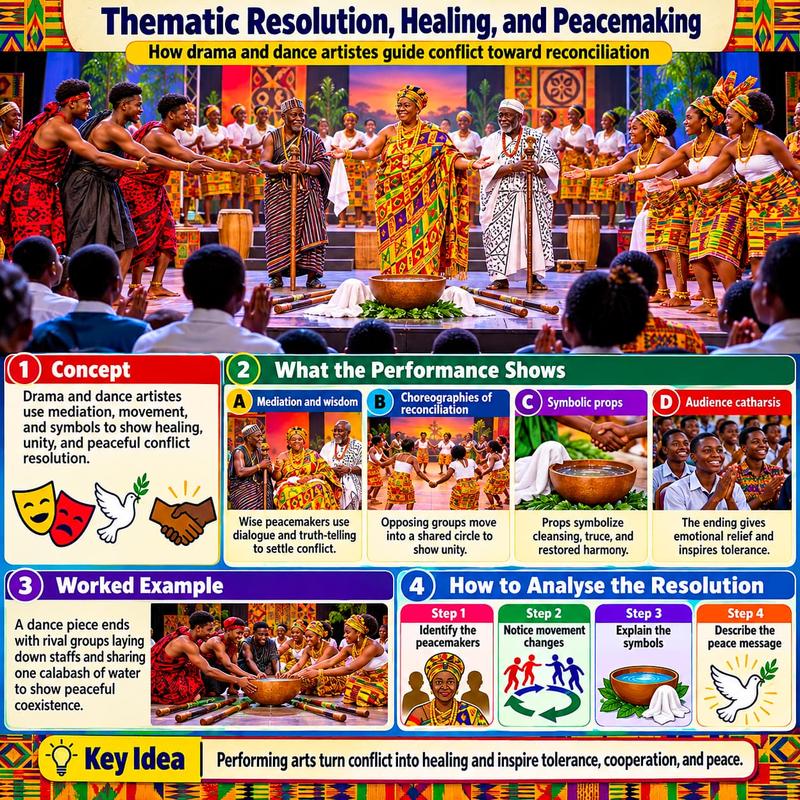 Thematic Resolution, Healing, and Peacemaking
How drama and dance artistes guide conflict toward reconciliation
1 Concept
Drama and dance artistes
use mediation, movement,
and symbols to show healing,
unity, and peaceful conflict
resolution.
2 What the Performance Shows
A Mediation and wisdom
Wise peacemakers use
dialogue and truth-telling
to settle conflict.
B Choreographies of
reconciliation
Opposing groups move
into a shared circle to
show unity.
C Symbolic props
Props symbolize
cleansing, truce, and
restored harmony.
D Audience catharsis
The ending gives
emotional relief and
inspires tolerance.
3 Worked Example
A dance piece ends
with rival groups laying
down staffs and sharing
one calabash of water
to show peaceful
coexistence.
4 How to Analyse the Resolution
Step 1
Identify the
peacemakers
Step 2
Notice movement
changes
Step 3
Explain the
symbols
Step 4
Describe the
peace message
Key Idea
Performing arts turn conflict into healing and inspire tolerance, cooperation, and peace.